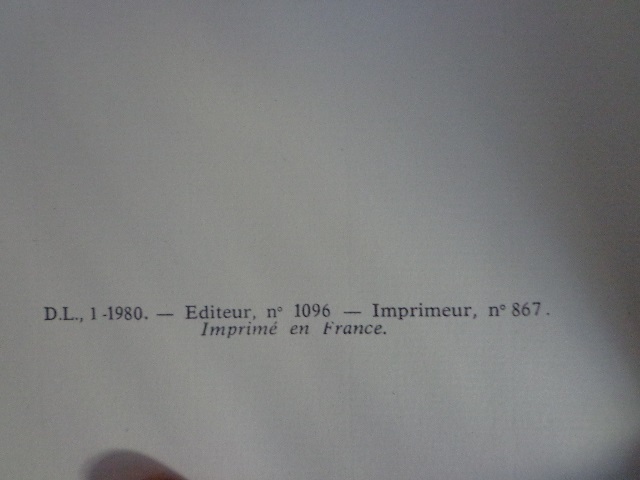 D.L., 1-1980. — Editeur, n° 1096 — Imprimeur, n° 867.
Imprimé en France.